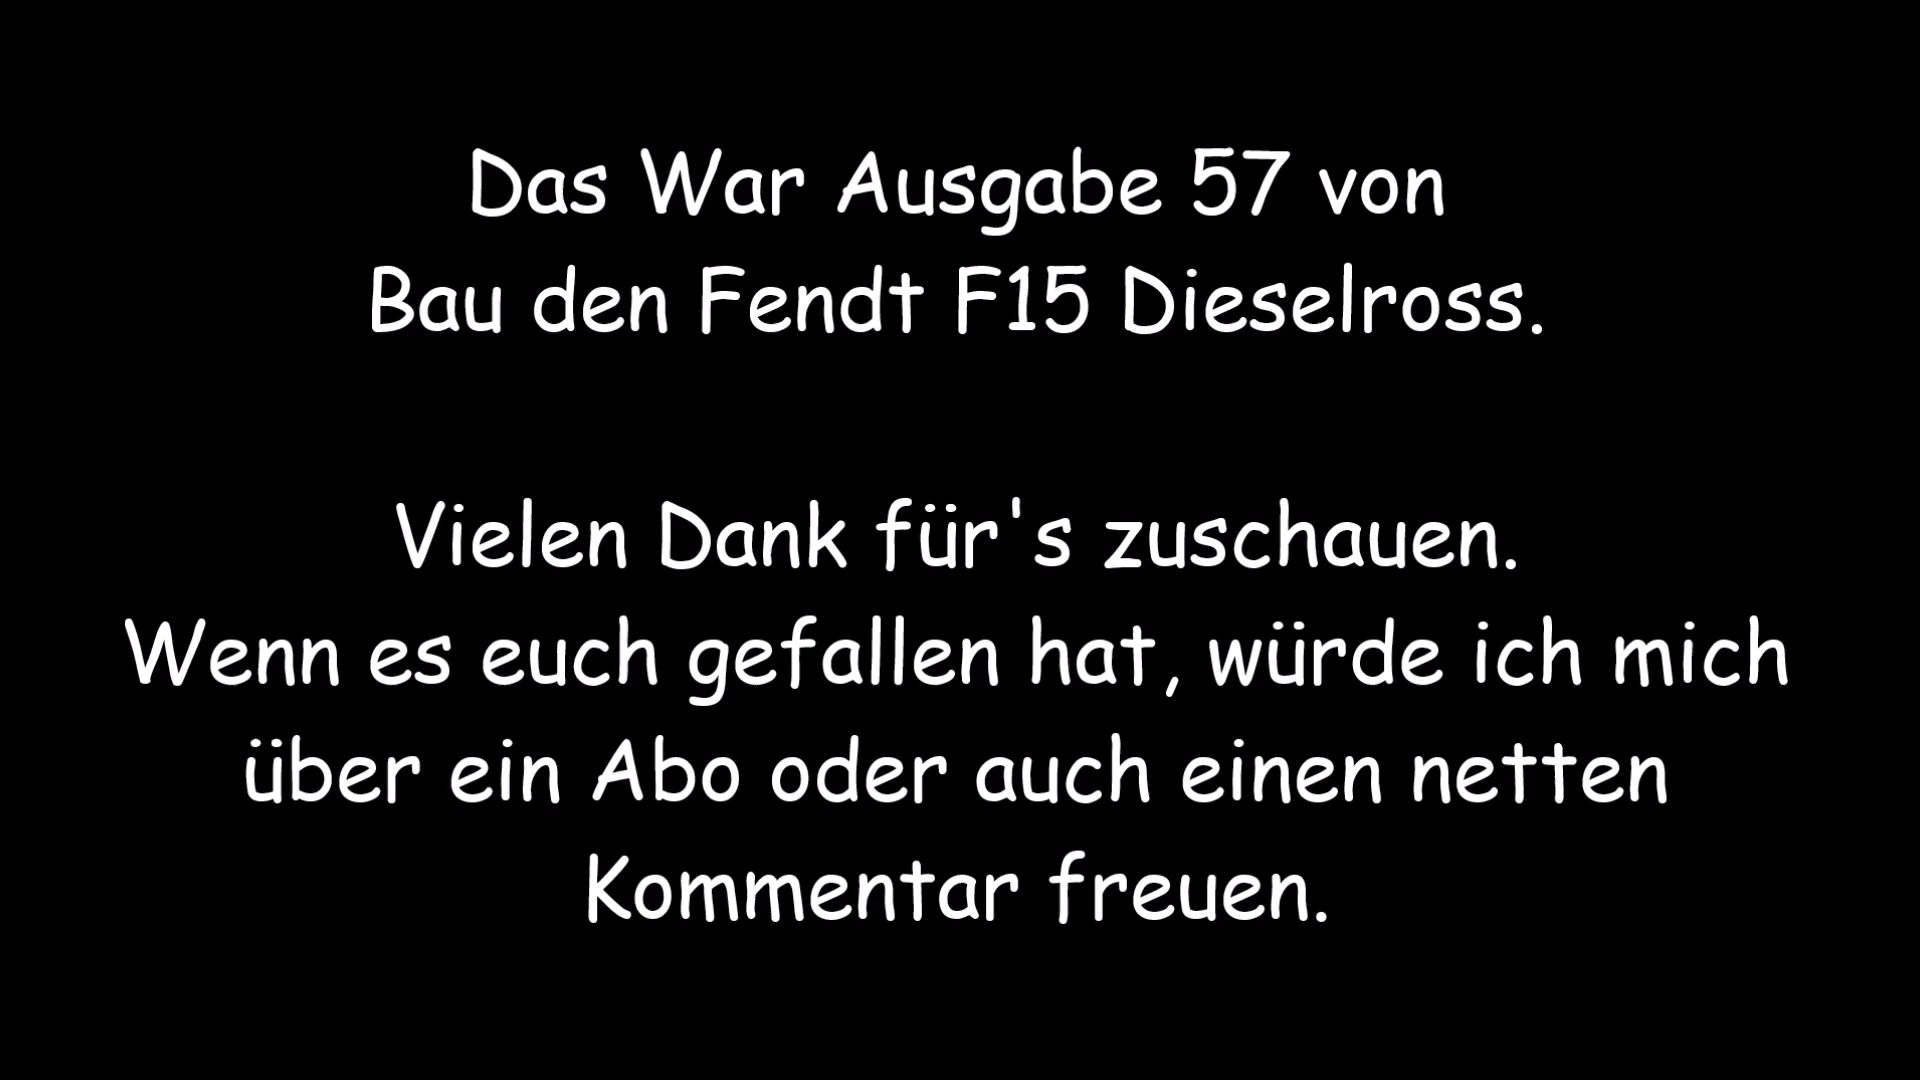 Das War Ausgabe 57 von
Bau den Fendt F15 Dieselross.
Vielen Dank für's zuschauen.
Wenn es euch gefallen hat, würde ich mich
über ein Abo oder auch einen netten
Kommentar freuen.